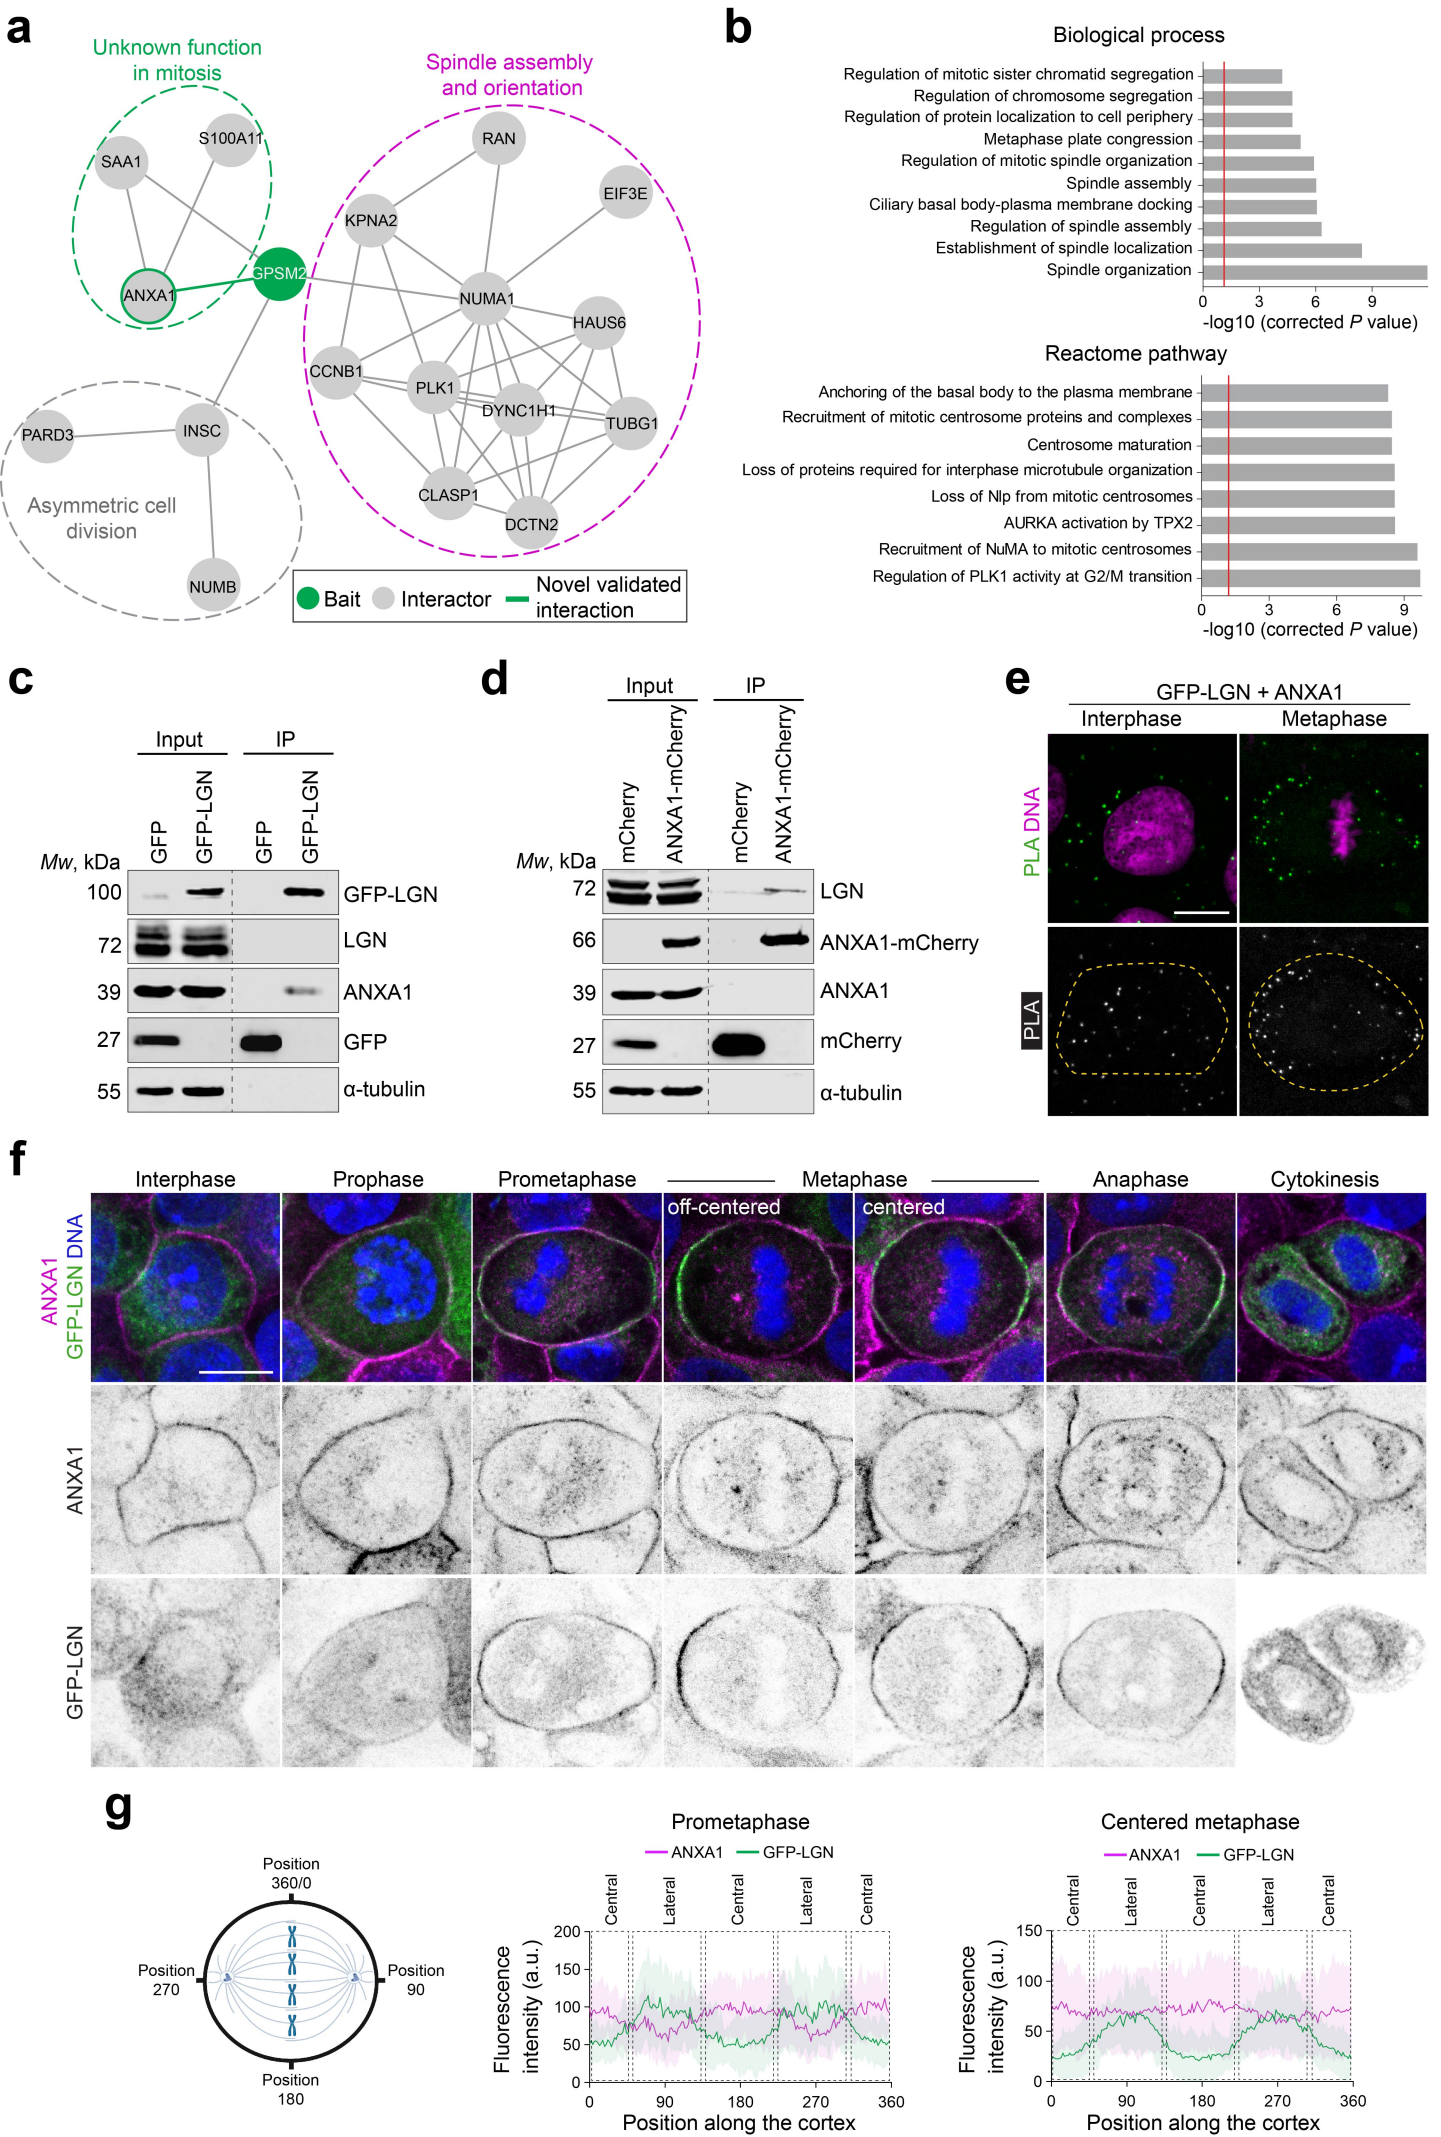 a
Unknown function
in mitosis
Spindle assembly
and orientation
SAA1
S100A11
ANXA1
GPSM2
RAN
EIF3E
KPNA2
NUMA1
HAUS6
CCNB1
PLK1
DYNC1H1
TUBG1
CLASP1
DCTN2
PARD3
INSC
Asymmetric cell
division
NUMB
Bait
Interactor
Novel validated
interaction
b
Biological process
Regulation of mitotic sister chromatid segregation
Regulation of chromosome segregation
Regulation of protein localization to cell periphery
Metaphase plate congression
Regulation of mitotic spindle organization
Spindle assembly
Ciliary basal body-plasma membrane docking
Regulation of spindle assembly
Establishment of spindle localization
Spindle organization
0 3 6 9
-log10 (corrected P value)
Reactome pathway
Anchoring of the basal body to the plasma membrane
Recruitment of mitotic centrosome proteins and complexes
Centrosome maturation
Loss of proteins required for interphase microtubule organization
Loss of Nlp from mitotic centrosomes
AURKA activation by TPX2
Recruitment of NuMA to mitotic centrosomes
Regulation of PLK1 activity at G2/M transition
0 3 6 9
-log10 (corrected P value)
c
Input IP
GFP
GFP-LGN
GFP
GFP-LGN
Mw, kDa
100 GFP-LGN
72 LGN
39 ANXA1
27 GFP
55 α-tubulin
d
Input IP
mCherry
ANXA1-mCherry
mCherry
ANXA1-mCherry
Mw, kDa
72 LGN
66 ANXA1-mCherry
39 ANXA1
27 mCherry
55 α-tubulin
e
GFP-LGN + ANXA1
Interphase Metaphase
PLA DNA
PLA
f
Interphase Prophase Prometaphase Metaphase Anaphase Cytokinesis
off-centered centered
ANXA1
GFP-LGN DNA
ANXA1
GFP-LGN
g
Position
360/0
Position
270
Position
90
Position
180
Prometaphase
ANXA1 GFP-LGN
Central
Lateral
Central
Lateral
Central
Fluorescence
intensity (a.u.)
200
150
100
50
0
0 90 180 270 360
Position along the cortex
Centered metaphase
ANXA1 GFP-LGN
Central
Lateral
Central
Lateral
Central
Fluorescence
intensity (a.u.)
150
100
50
0
0 90 180 270 360
Position along the cortex